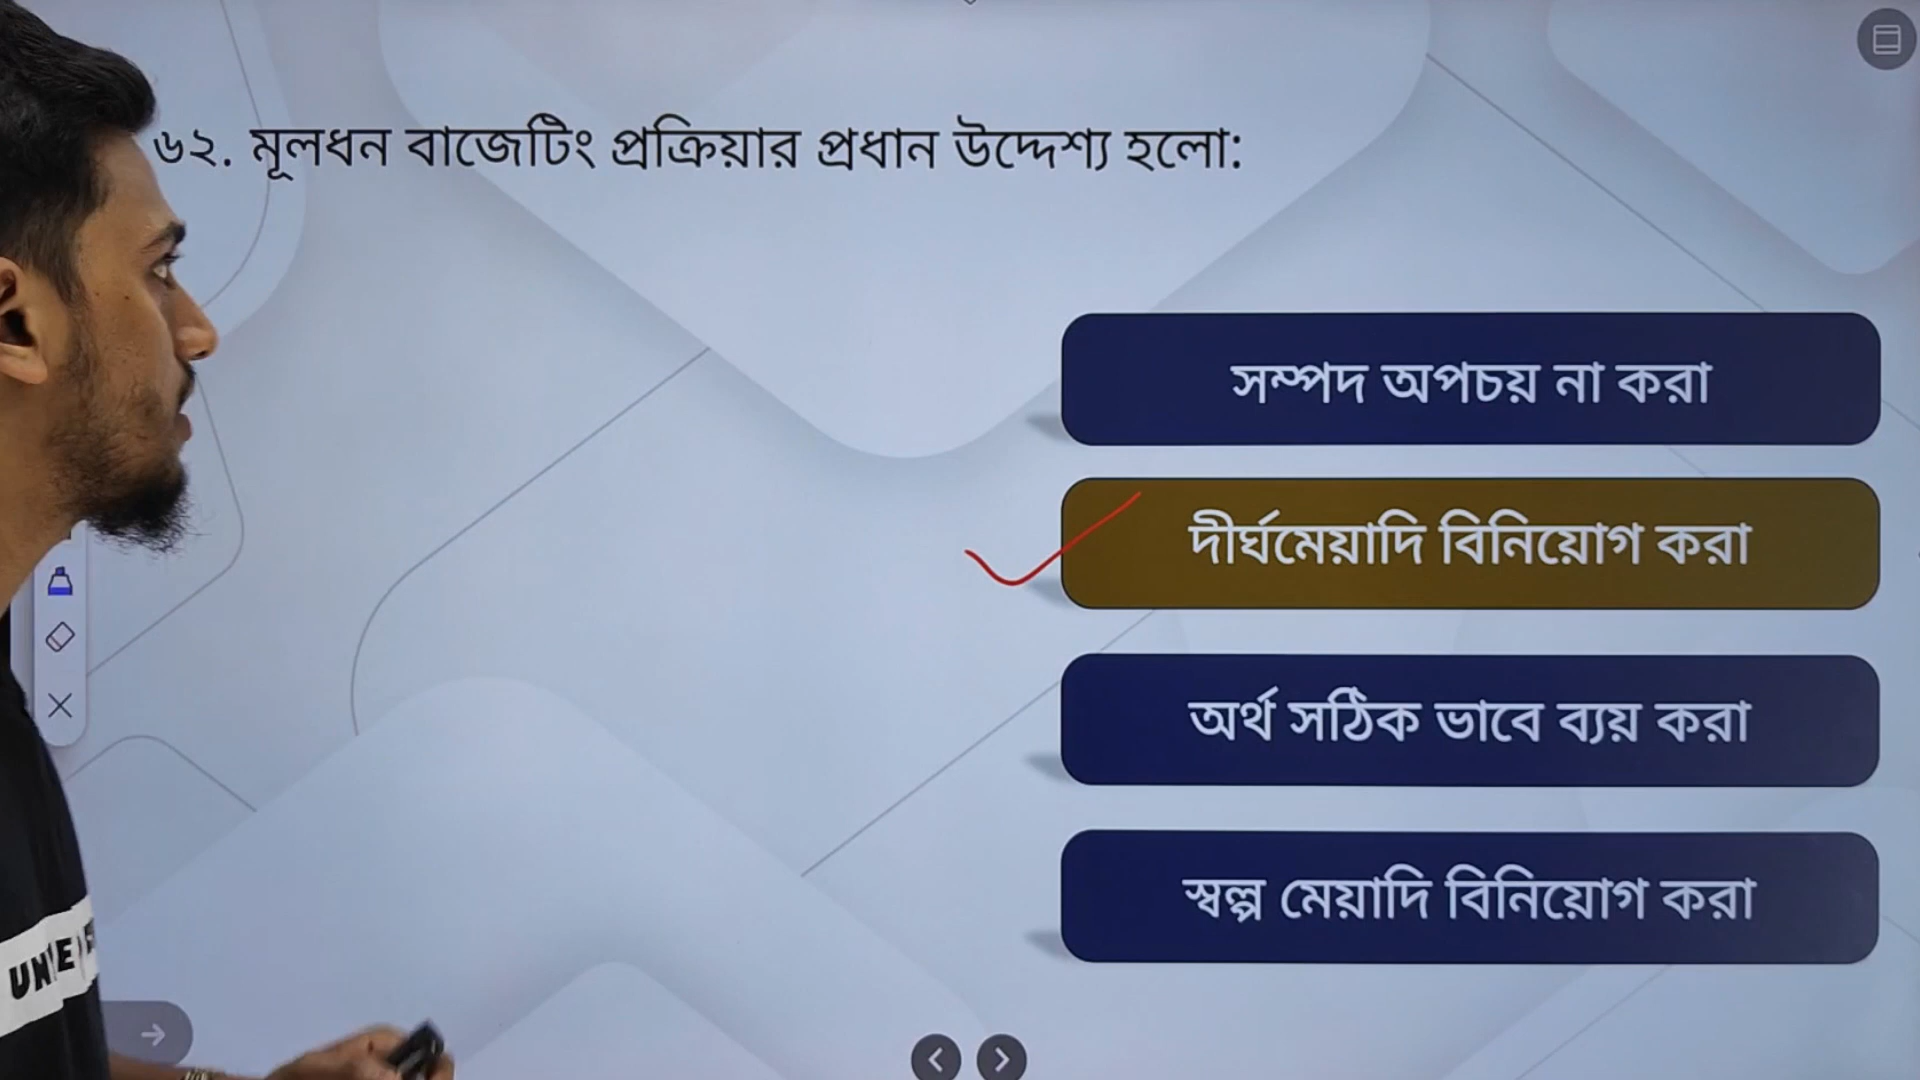 ৬২. মূলধন বাজেটিং প্রক্রিয়ার প্রধান উদ্দেশ্য হলো:
সম্পদ অপচয় না করা
দীর্ঘমেয়াদি বিনিয়োগ করা
অর্থ সঠিক ভাবে ব্যয় করা
স্বল্প মেয়াদি বিনিয়োগ করা